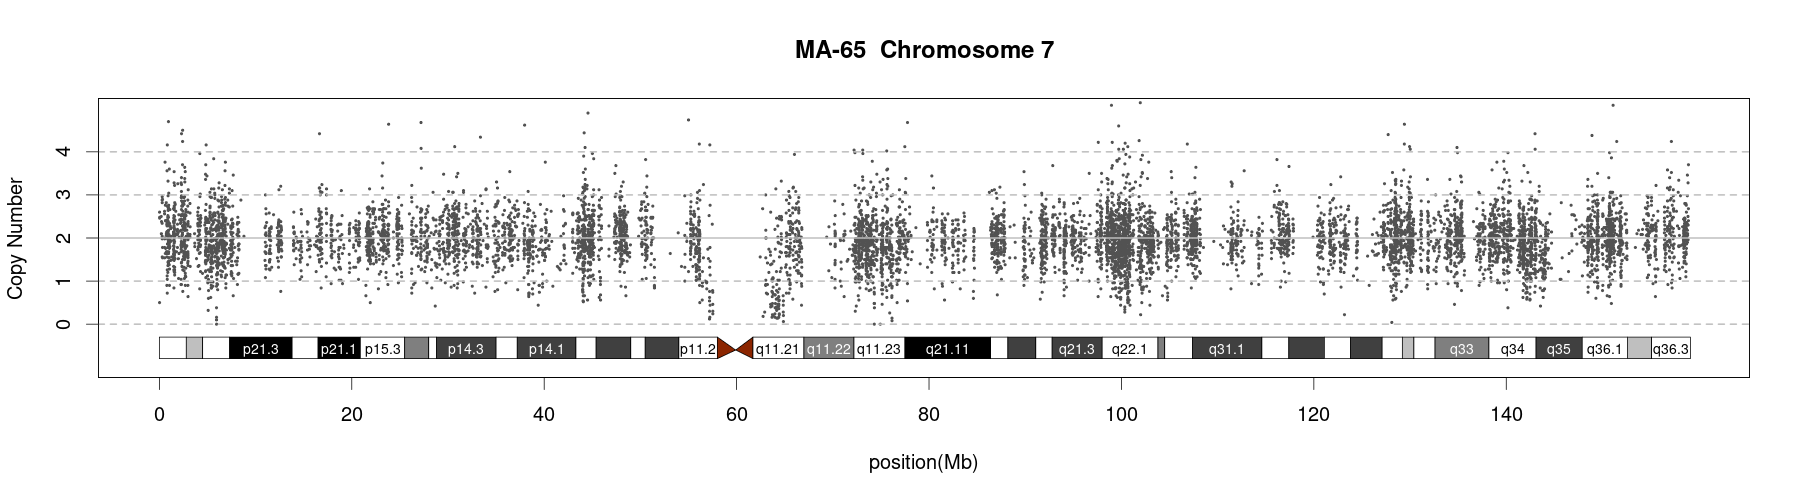 MA-65 Chromosome 7
Copy Number
4
3
2
1
0
p21.3 p21.1 p15.3 p14.3 p14.1 p11.2 q11.21 q11.22 q11.23 q21.11 q21.3 q22.1 q31.1 q33 q34 q35 q36.1 q36.3
0 20 40 60 80 100 120 140
position(Mb)